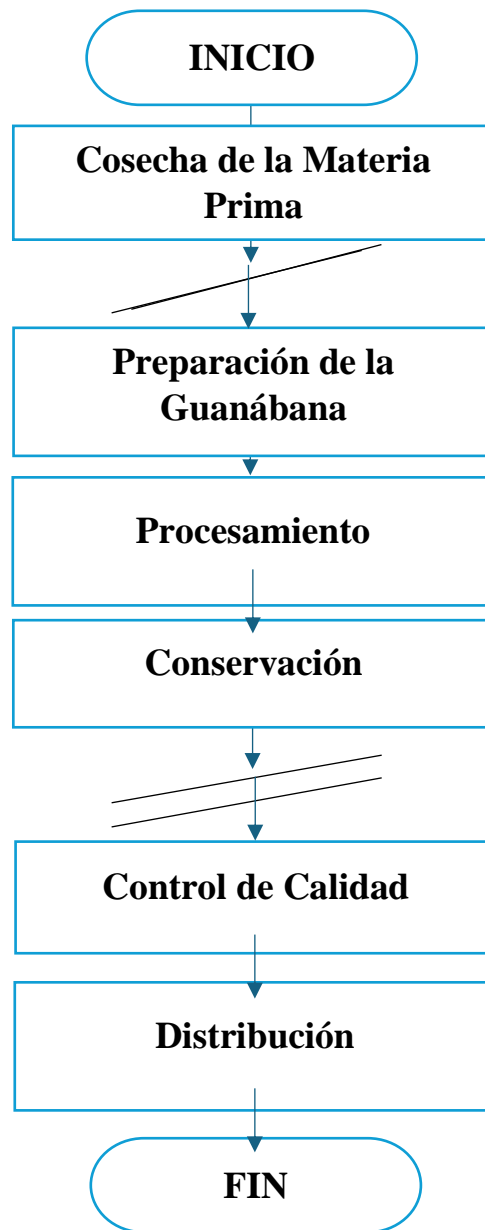 INICIO
Cosecha de la Materia
Prima
Preparación de la
Guanábana
Procesamiento
Conservación
Control de Calidad
Distribución
FIN